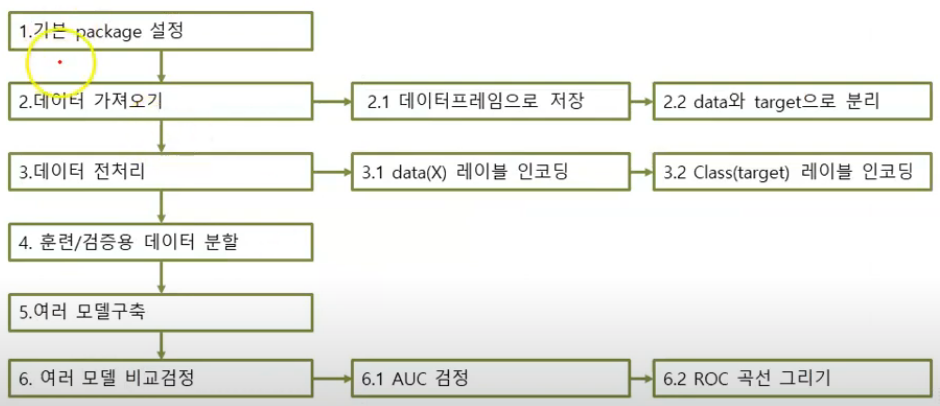 1.기본 package 설정
2.데이터 가져오기
2.1 데이터프레임으로 저장
2.2 data와 target으로 분리
3.데이터 전처리
3.1 data(X) 레이블 인코딩
3.2 Class(target) 레이블 인코딩
4. 훈련/검증용 데이터 분할
5.여러 모델구축
6. 여러 모델 비교검정
6.1 AUC 검정
6.2 ROC 곡선 그리기